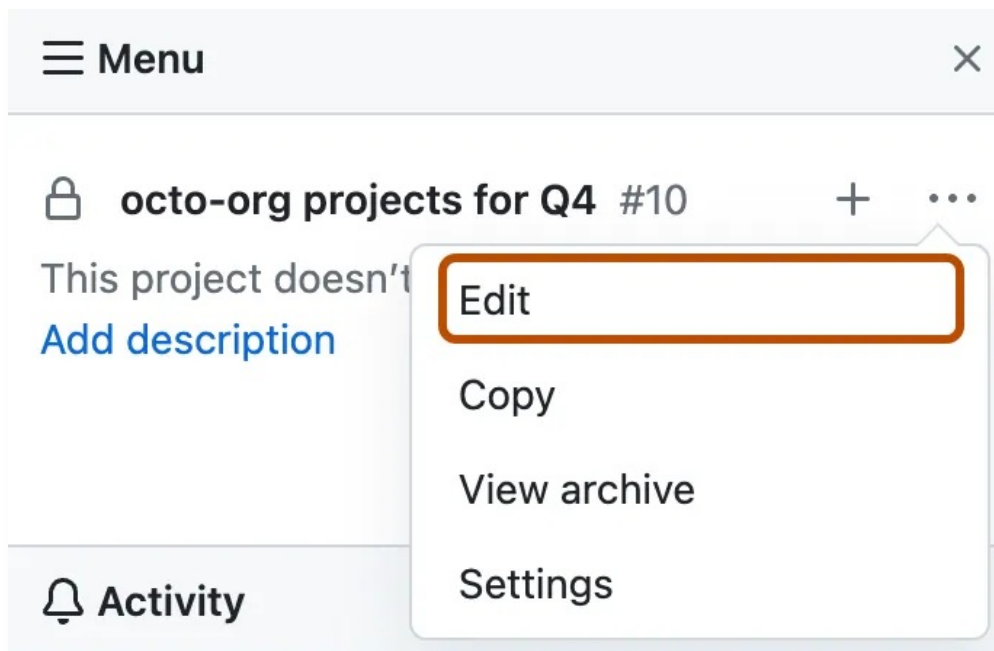 Menu
octo-org projects for Q4 #10
This project doesn’t
Add description
Edit
Copy
View archive
Settings
Activity